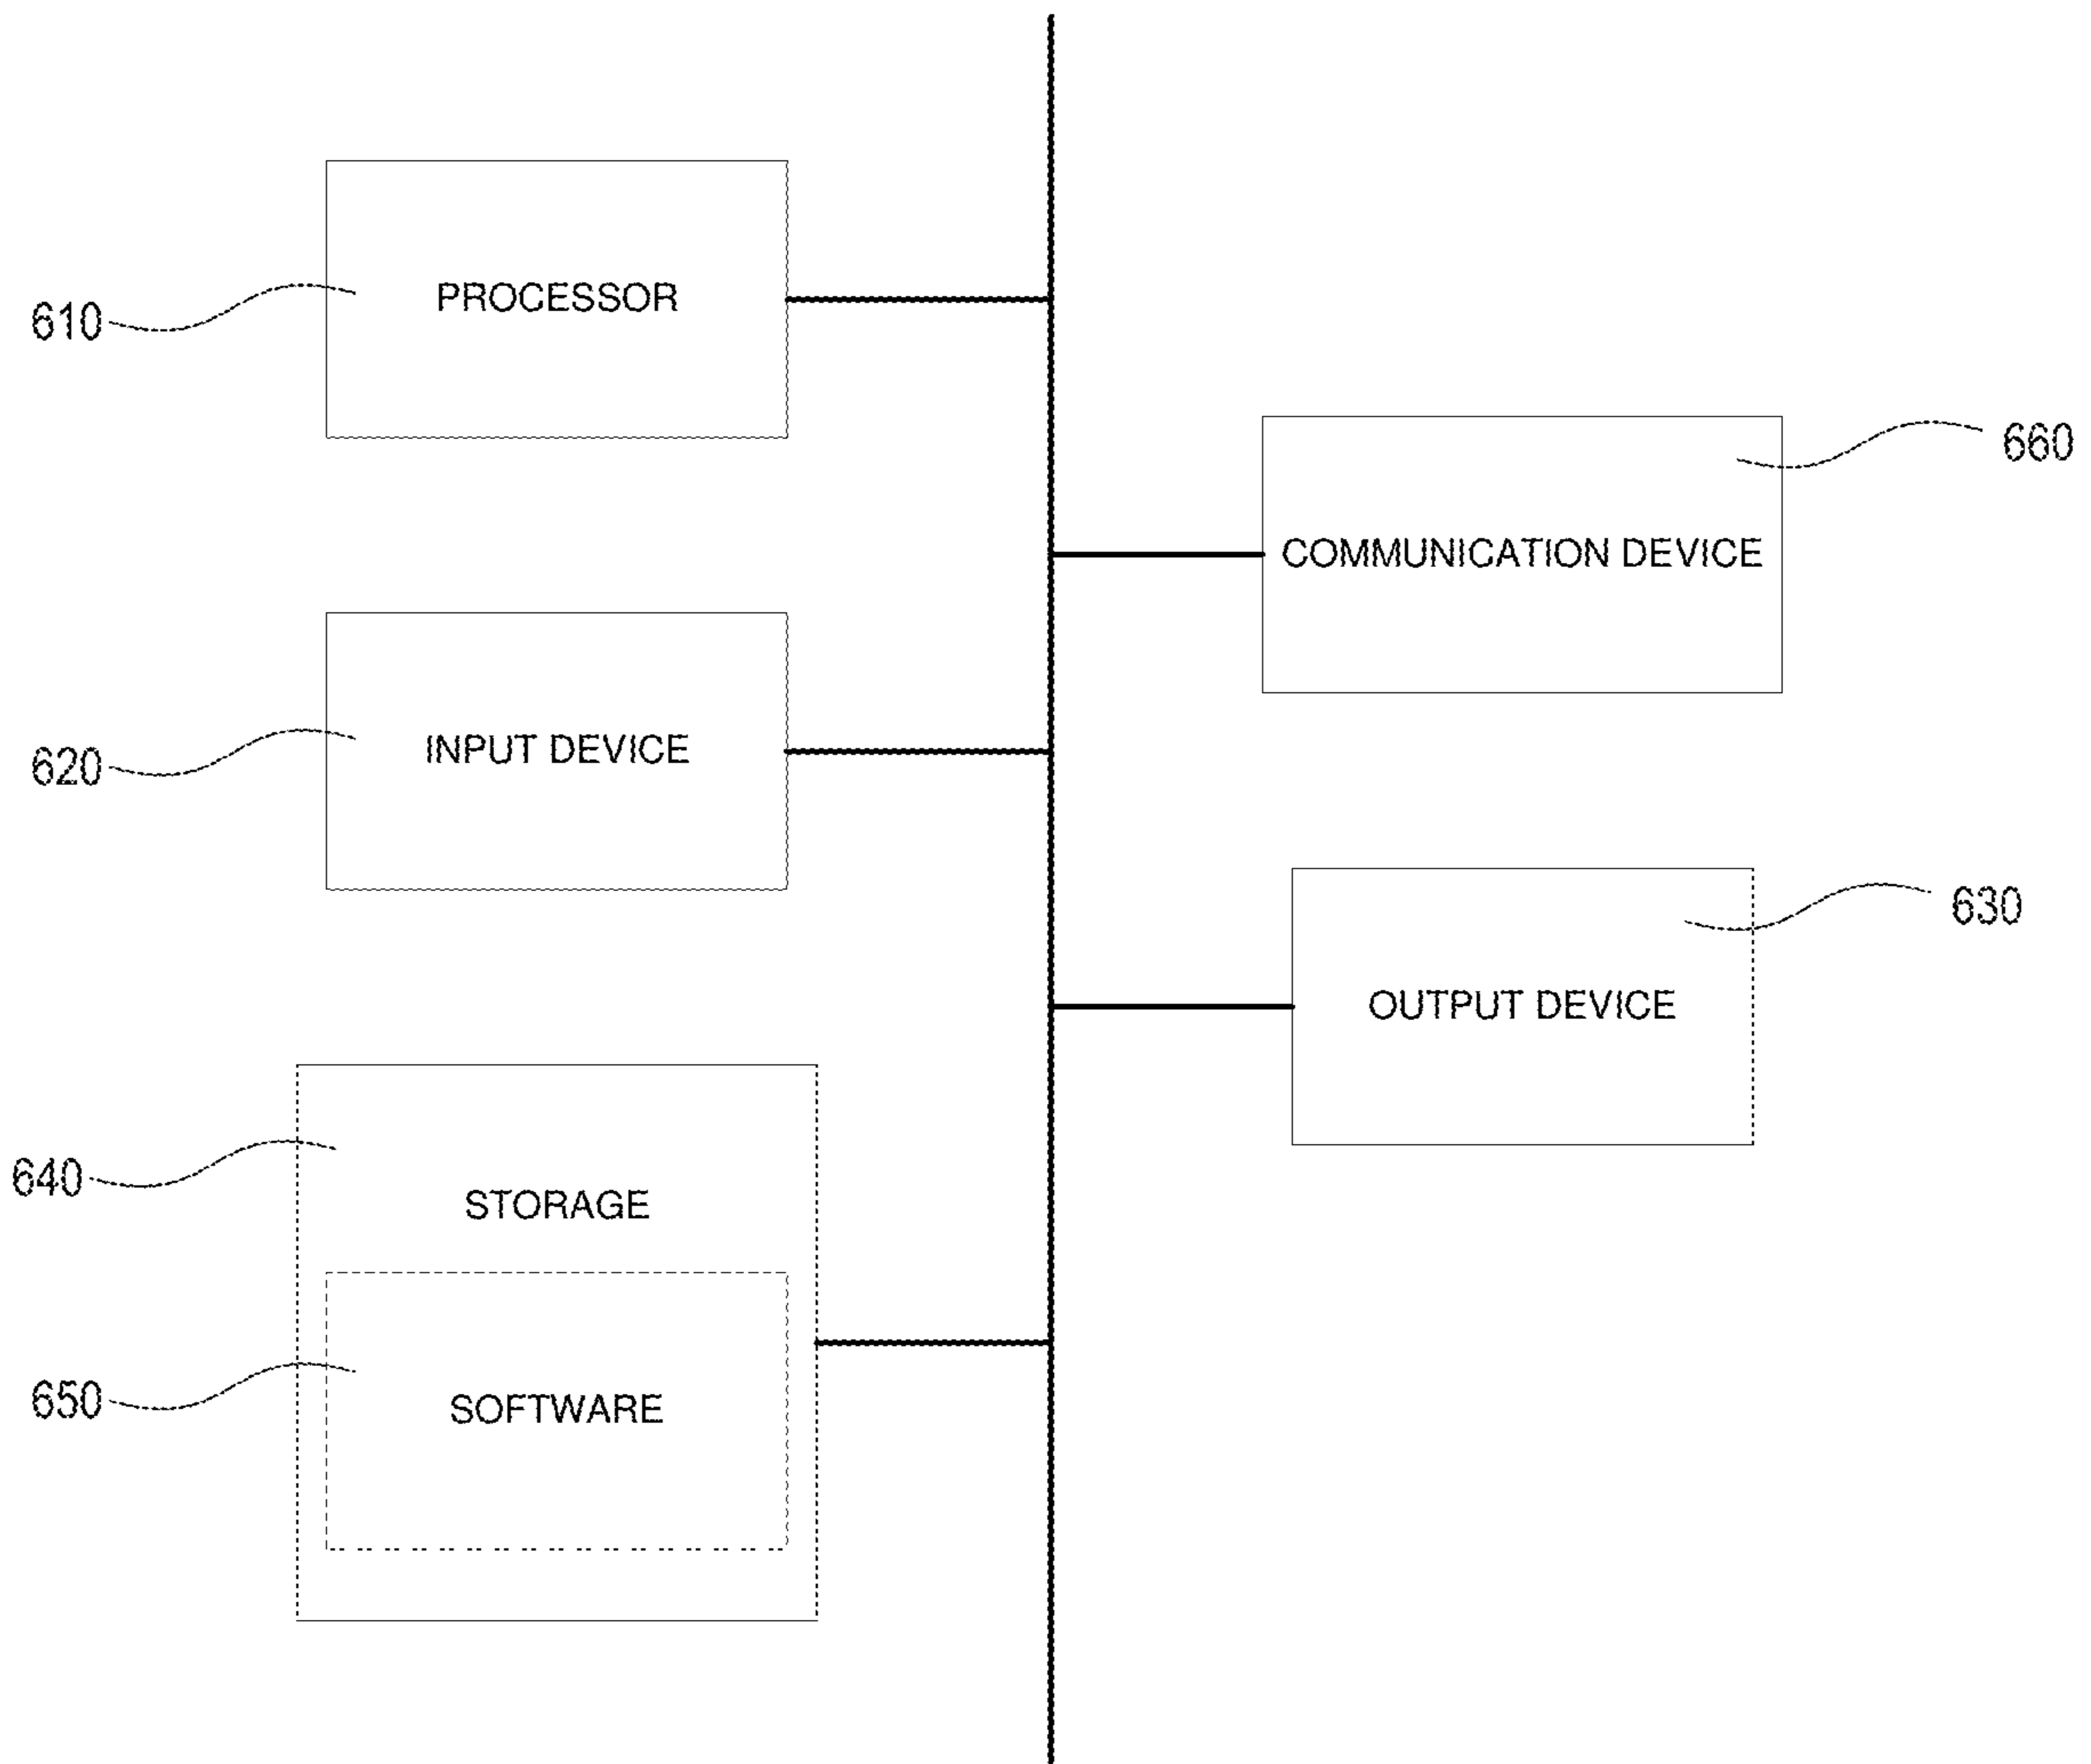 PROCESSOR
610
660
COMMUNICATION DEVICE
INPUT DEVICE
620
630
OUTPUT DEVICE
640
STORAGE
650
SOFTWARE